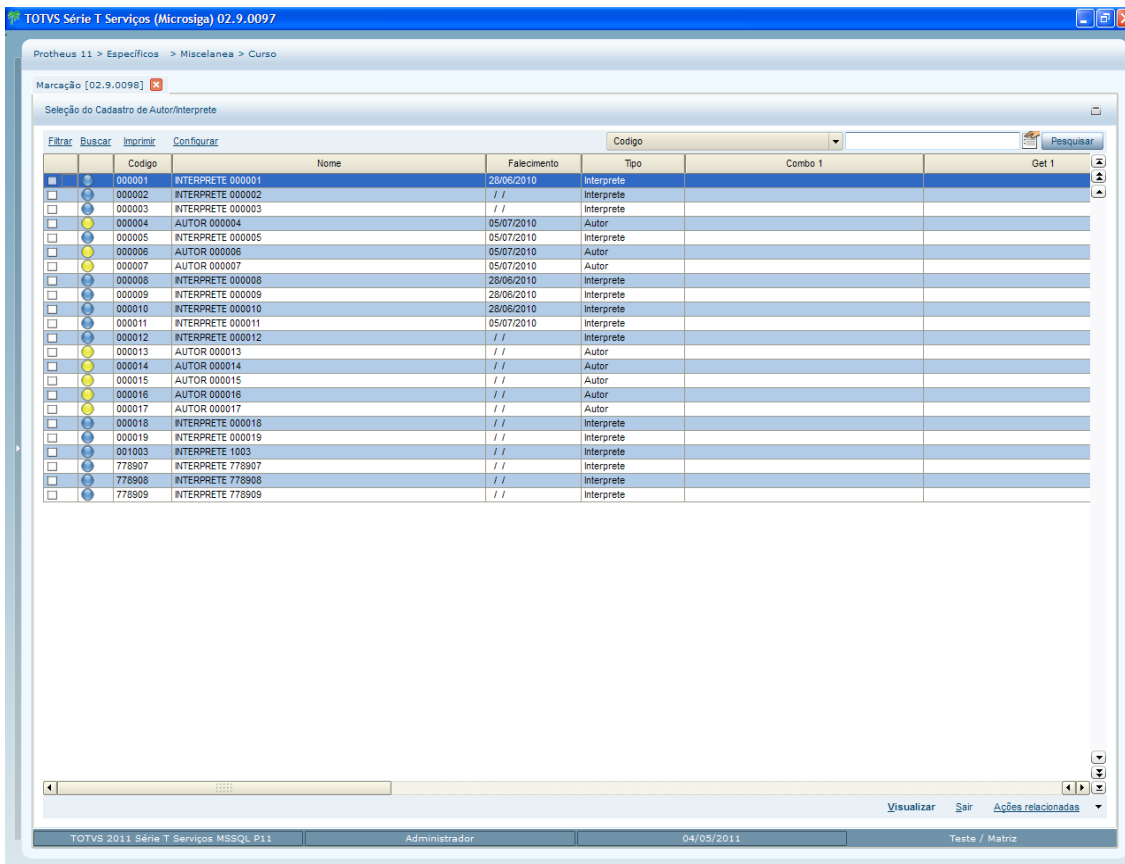 TOTVS Série T Serviços (Microsiga) 02.9.0097
Protheus 11 > Específicos > Miscelanea > Curso
Marcação [02.9.0098]
Seleção do Cadastro de Autor/Interprete
Filtrar Buscar Imprimir Configurar Codigo Pesquisar
Codigo Nome Falecimento Tipo Combo 1 Get 1
000001 INTERPRETE 000001 28/06/2010 Interprete
000002 INTERPRETE 000002 / / Interprete
000003 INTERPRETE 000003 / / Interprete
000004 AUTOR 000004 05/07/2010 Autor
000005 INTERPRETE 000005 05/07/2010 Interprete
000006 AUTOR 000006 05/07/2010 Autor
000007 AUTOR 000007 05/07/2010 Autor
000008 INTERPRETE 000008 28/06/2010 Interprete
000009 INTERPRETE 000009 28/06/2010 Interprete
000010 INTERPRETE 000010 28/06/2010 Interprete
000011 INTERPRETE 000011 05/07/2010 Interprete
000012 INTERPRETE 000012 / / Interprete
000013 AUTOR 000013 / / Autor
000014 AUTOR 000014 / / Autor
000015 AUTOR 000015 / / Autor
000016 AUTOR 000016 / / Autor
000017 AUTOR 000017 / / Autor
000018 INTERPRETE 000018 / / Interprete
000019 INTERPRETE 000019 / / Interprete
001003 INTERPRETE 1003 / / Interprete
778907 INTERPRETE 778907 / / Interprete
778908 INTERPRETE 778908 / / Interprete
778909 INTERPRETE 778909 / / Interprete
Visualizar Sair Ações relacionadas
TOTVS 2011 Série T Serviços MSSQL P11 Administrador 04/05/2011 Teste / Matriz